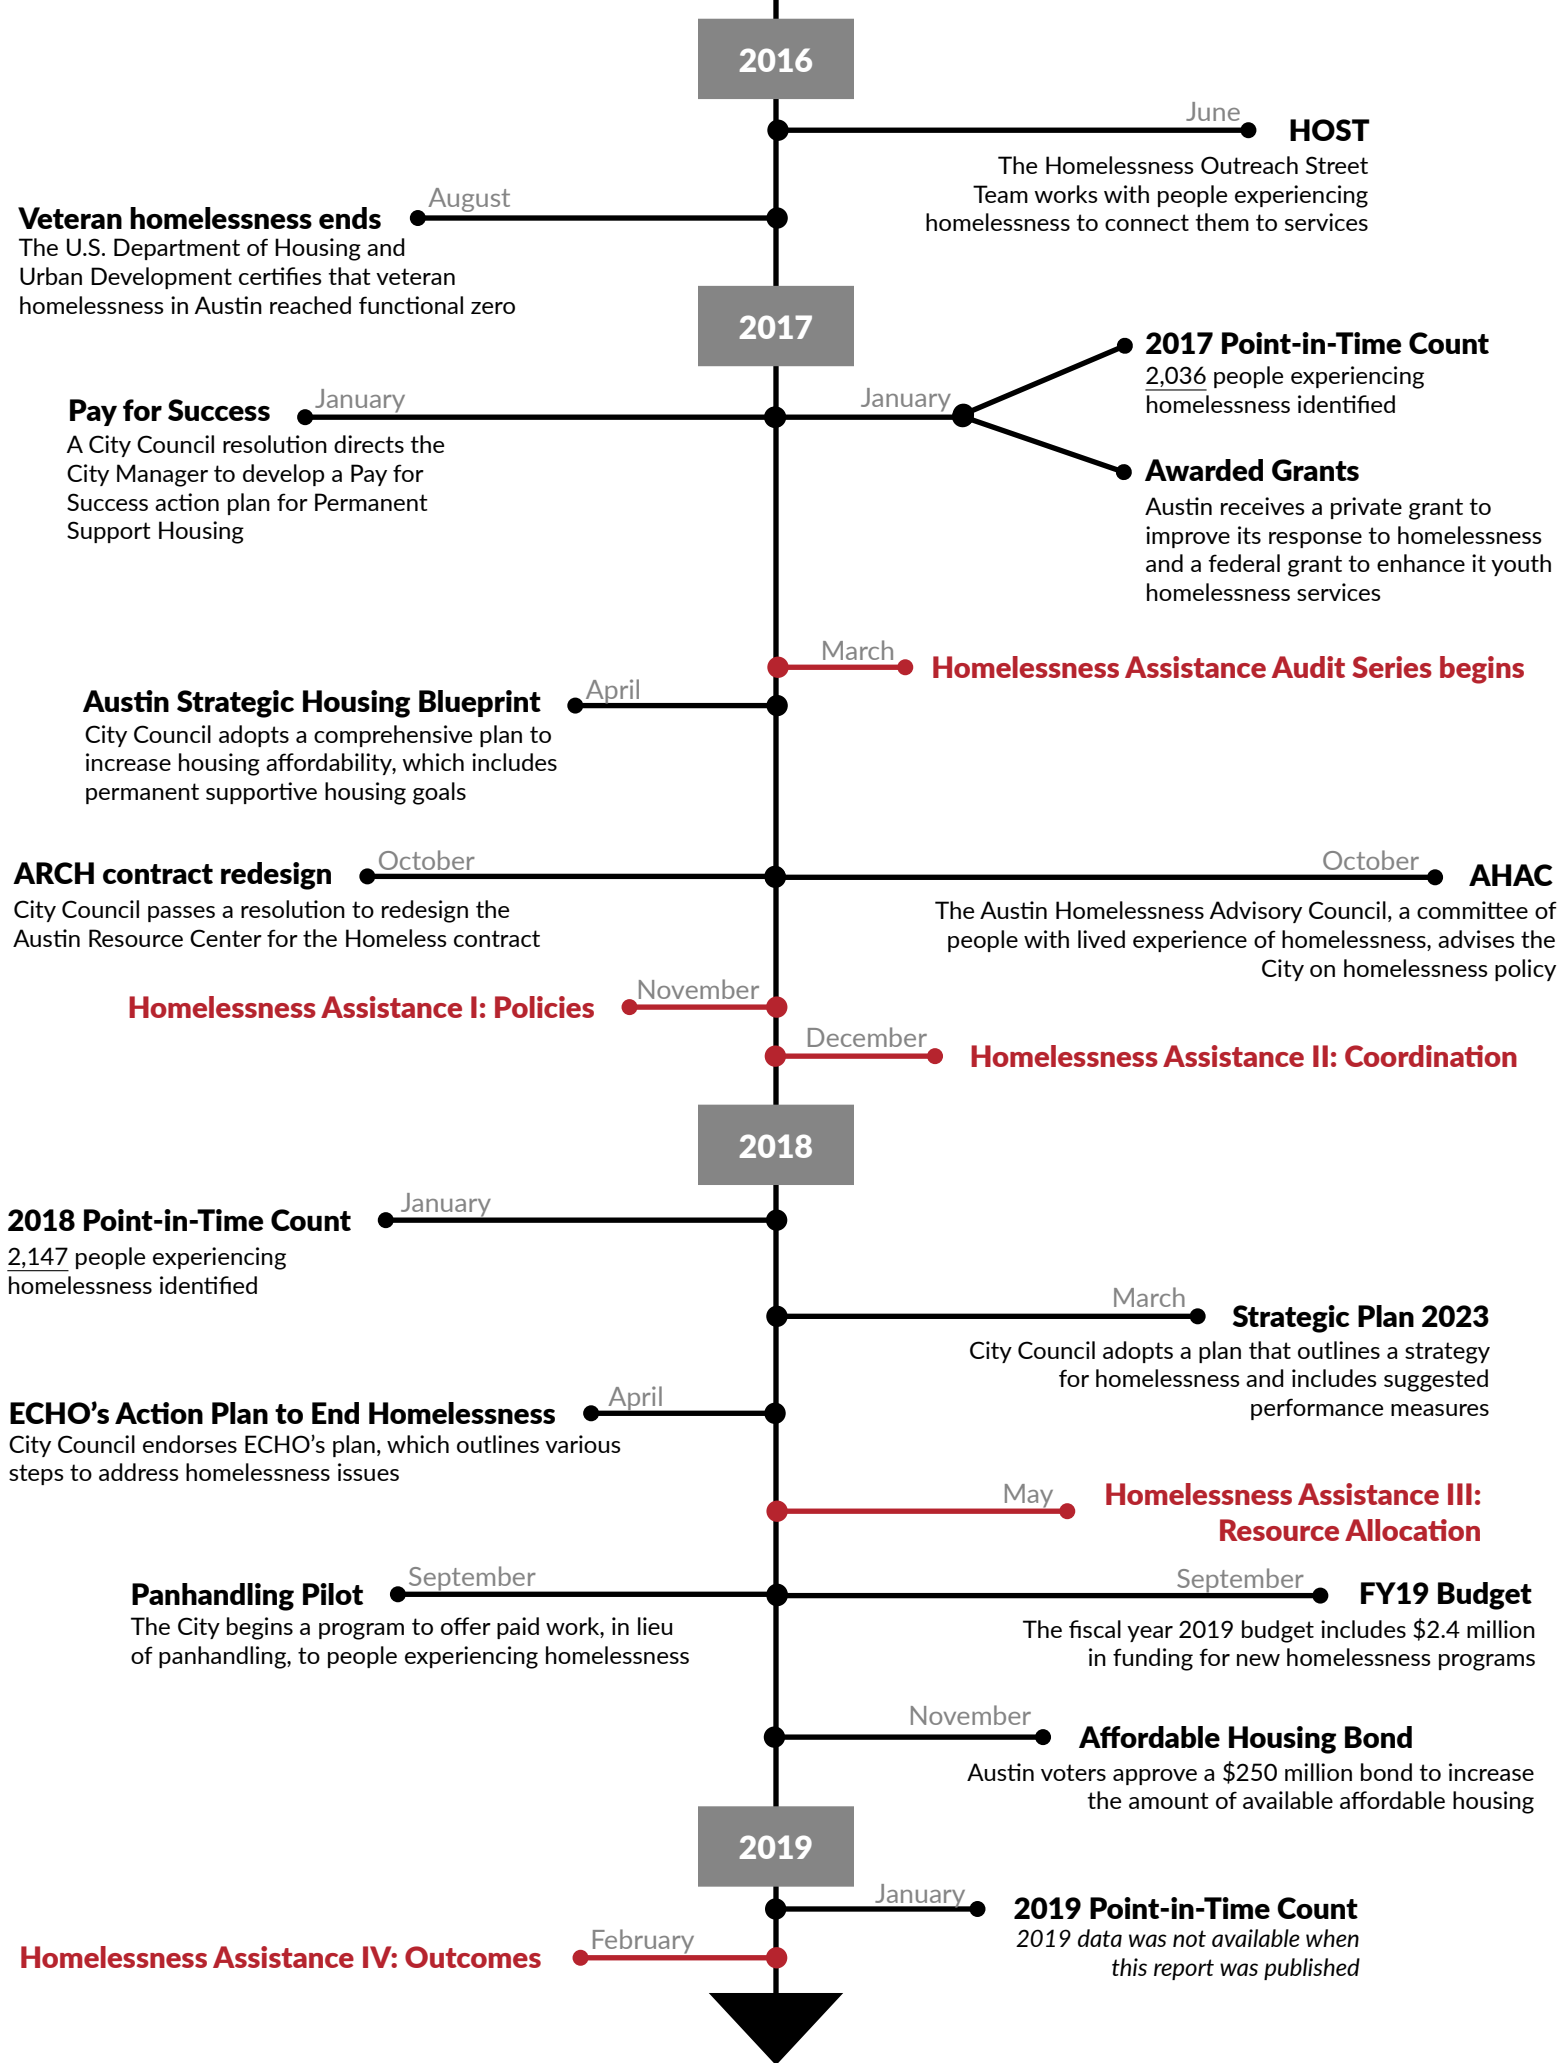 2016
June
HOST
The Homelessness Outreach Street
Team works with people experiencing
homelessness to connect them to services
August
Veteran homelessness ends
The U.S. Department of Housing and
Urban Development certifies that veteran
homelessness in Austin reached functional zero
2017
January
Pay for Success
A City Council resolution directs the
City Manager to develop a Pay for
Success action plan for Permanent
Support Housing
January
2017 Point-in-Time Count
2,036 people experiencing
homelessness identified
Awarded Grants
Austin receives a private grant to
improve its response to homelessness
and a federal grant to enhance it youth
homelessness services
March
Homelessness Assistance Audit Series begins
April
Austin Strategic Housing Blueprint
City Council adopts a comprehensive plan to
increase housing affordability, which includes
permanent supportive housing goals
October
ARCH contract redesign
City Council passes a resolution to redesign the
Austin Resource Center for the Homeless contract
October
AHAC
The Austin Homelessness Advisory Council, a committee of
people with lived experience of homelessness, advises the
City on homelessness policy
November
Homelessness Assistance I: Policies
December
Homelessness Assistance II: Coordination
2018
January
2018 Point-in-Time Count
2,147 people experiencing
homelessness identified
March
Strategic Plan 2023
City Council adopts a plan that outlines a strategy
for homelessness and includes suggested
performance measures
April
ECHO’s Action Plan to End Homelessness
City Council endorses ECHO’s plan, which outlines various
steps to address homelessness issues
May
Homelessness Assistance III:
Resource Allocation
September
Panhandling Pilot
The City begins a program to offer paid work, in lieu
of panhandling, to people experiencing homelessness
September
FY19 Budget
The fiscal year 2019 budget includes $2.4 million
in funding for new homelessness programs
November
Affordable Housing Bond
Austin voters approve a $250 million bond to increase
the amount of available affordable housing
2019
January
2019 Point-in-Time Count
2019 data was not available when
this report was published
February
Homelessness Assistance IV: Outcomes